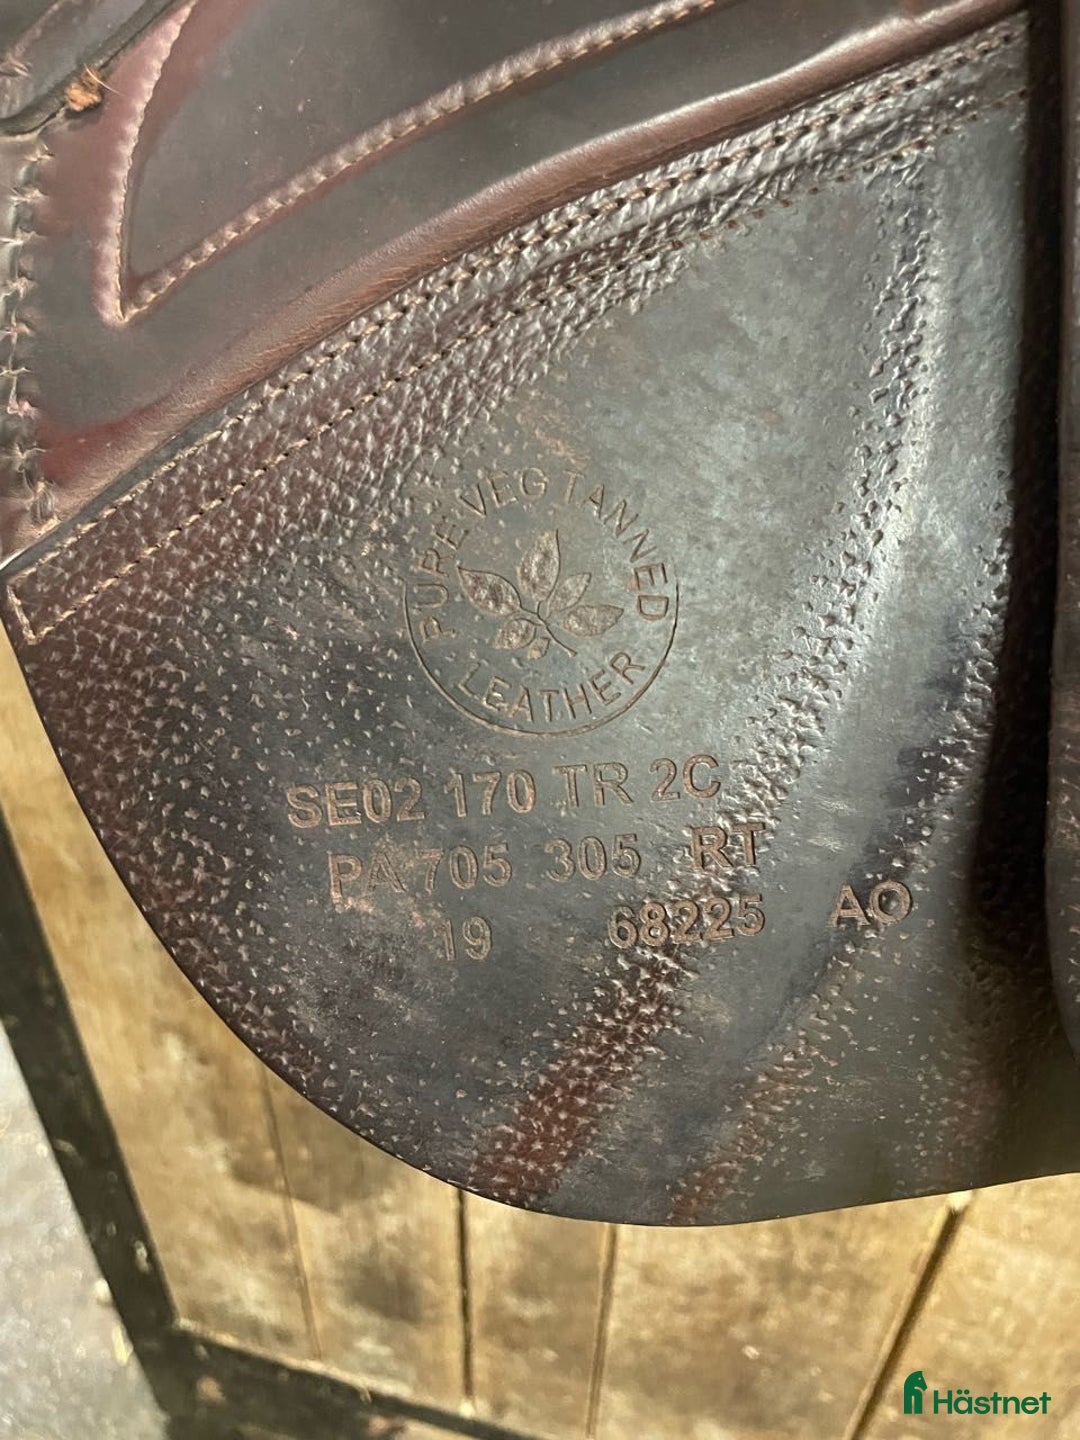 PURE VEG TANNED
LEATHER
SE02 170 TR 2C
PA 705 305 RT
19 68225 AO
Hästnet